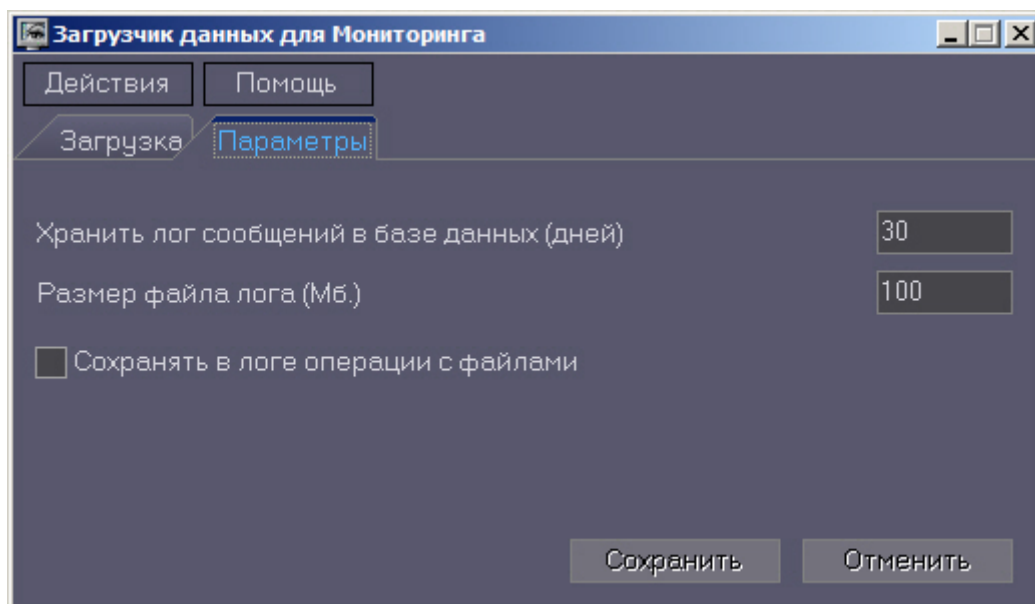 Загрузчик данных для Мониторинга
Действия Помощь
Загрузка Параметры
Хранить лог сообщений в базе данных (дней) 30
Размер файла лога (Мб.) 100
Сохранять в логе операции с файлами
Сохранить Отменить